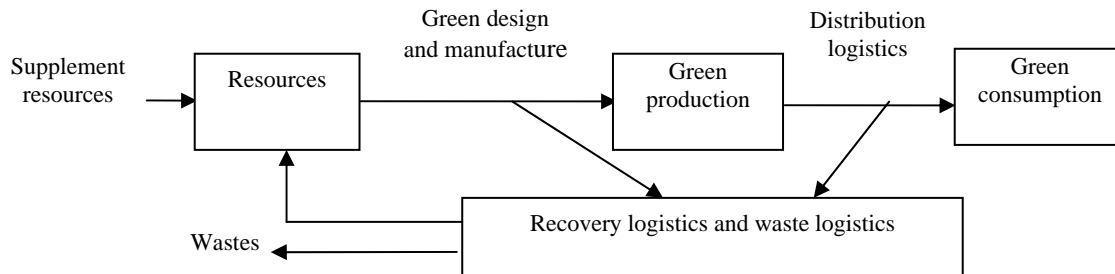 Green design
and manufacture
Distribution
logistics
Supplement
resources
Resources
Green
production
Green
consumption
Recovery logistics and waste logistics
Wastes